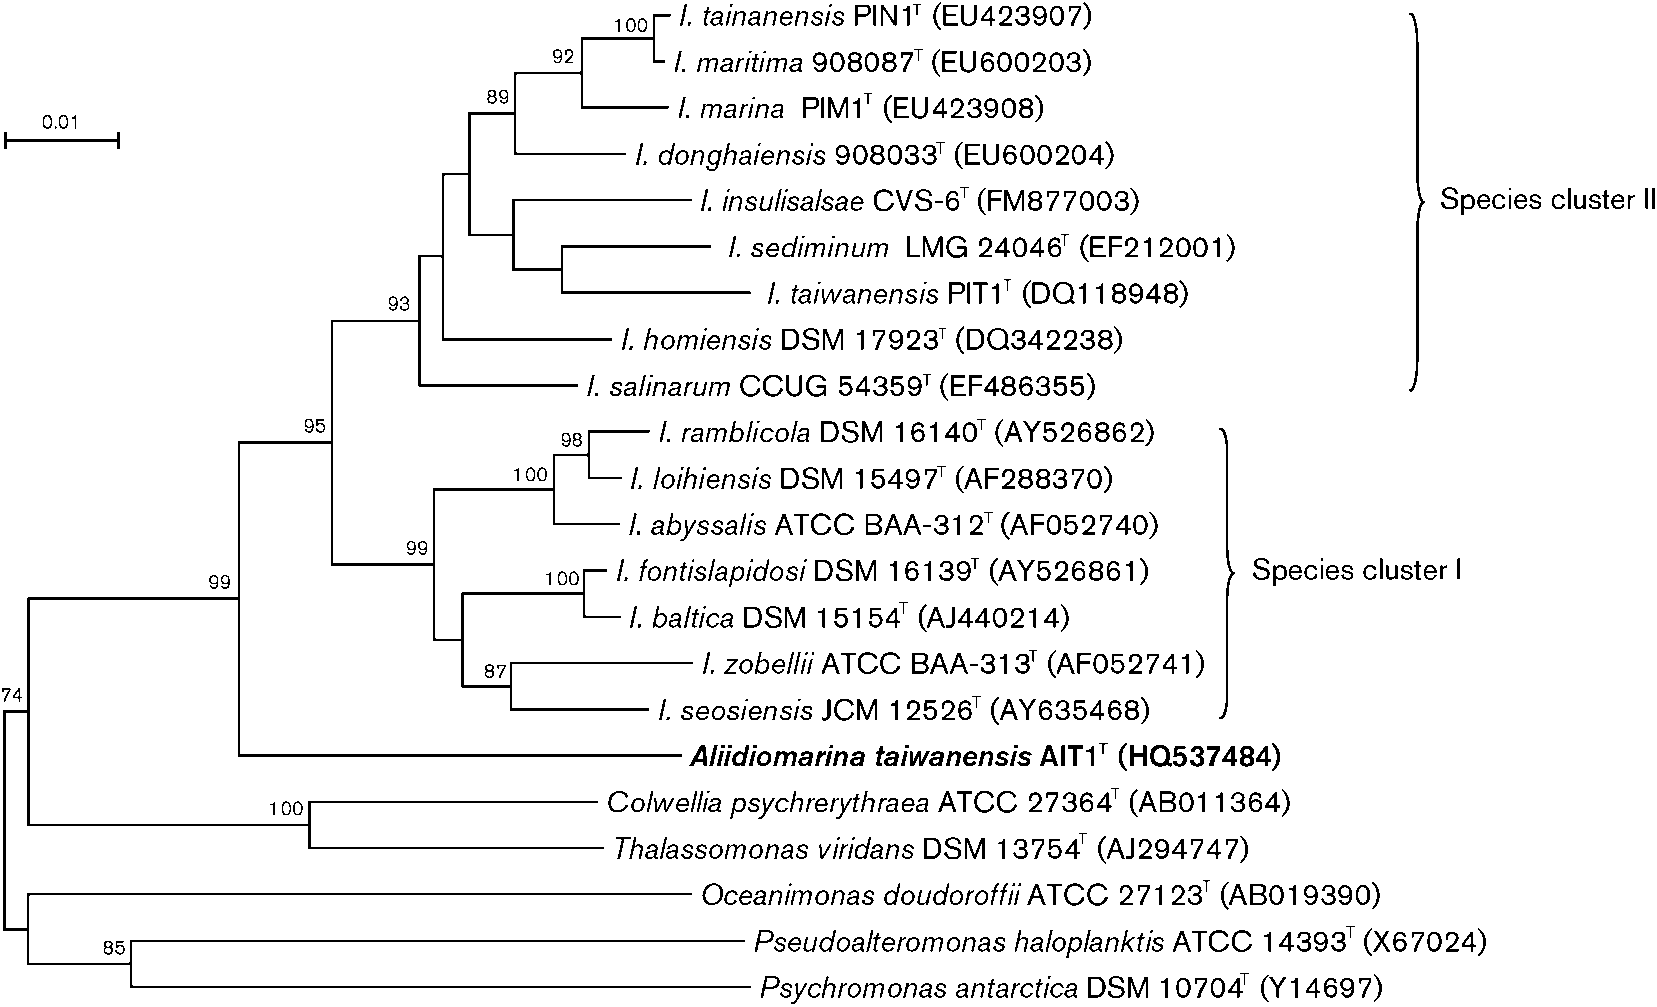 100 I. tainanensis PIN1ᵀ (EU423907)
92 I. maritima 908087ᵀ (EU600203)
89 I. marina PIM1ᵀ (EU423908)
0.01
I. donghaiensis 908033ᵀ (EU600204)
I. insulisalsae CVS-6ᵀ (FM877003)
Species cluster II
I. sediminum LMG 24046ᵀ (EF212001)
I. taiwanensis PIT1ᵀ (DQ118948)
93
I. homiensis DSM 17923ᵀ (DQ342238)
I. salinarum CCUG 54359ᵀ (EF486355)
95
98 I. ramblicola DSM 16140ᵀ (AY526862)
100 I. loihiensis DSM 15497ᵀ (AF288370)
I. abyssalis ATCC BAA-312ᵀ (AF052740)
99
100 I. fontislapidosi DSM 16139ᵀ (AY526861)
Species cluster I
99
I. baltica DSM 15154ᵀ (AJ440214)
87 I. zobellii ATCC BAA-313ᵀ (AF052741)
74
I. seosiensis JCM 12526ᵀ (AY635468)
Aliidiomarina taiwanensis AIT1ᵀ (HQ537484)
100 Colwellia psychrerythraea ATCC 27364ᵀ (AB011364)
Thalassomonas viridans DSM 13754ᵀ (AJ294747)
Oceanimonas doudoroffii ATCC 27123ᵀ (AB019390)
85 Pseudoalteromonas haloplanktis ATCC 14393ᵀ (X67024)
Psychromonas antarctica DSM 10704ᵀ (Y14697)